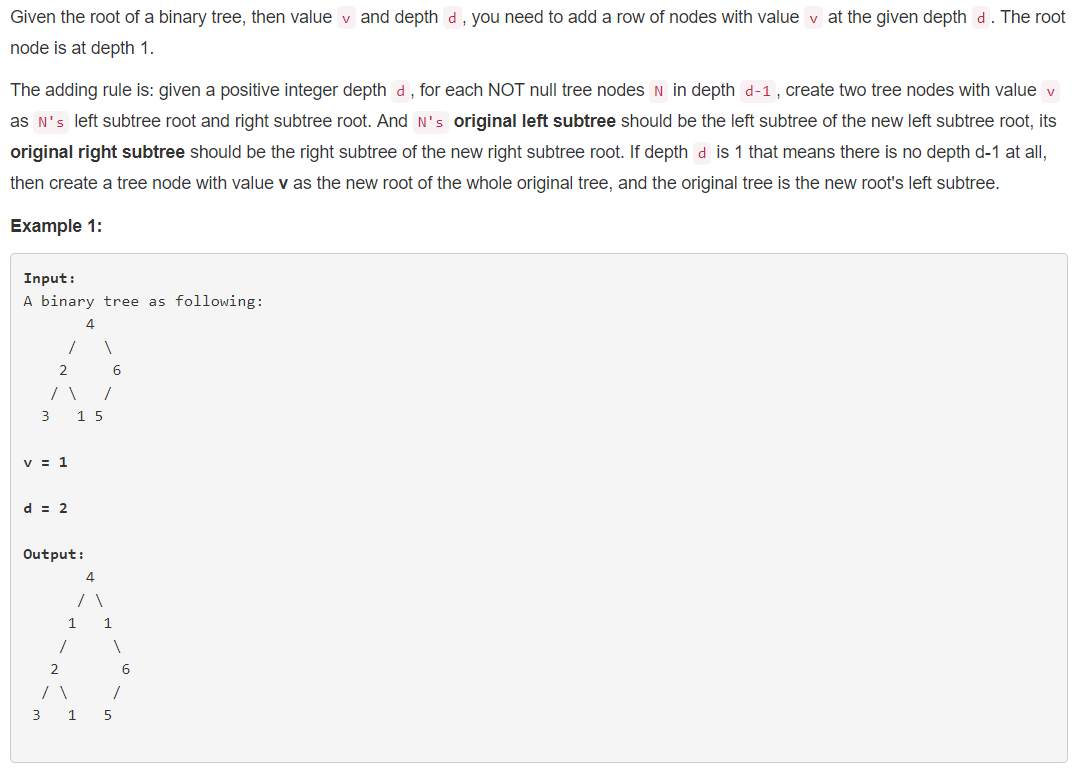 Given the root of a binary tree, then value v and depth d, you need to add a row of nodes with value v at the given depth d. The root
node is at depth 1.
The adding rule is: given a positive integer depth d, for each NOT null tree nodes N in depth d-1, create two tree nodes with value v
as N's left subtree root and right subtree root. And N's original left subtree should be the left subtree of the new left subtree root, its
original right subtree should be the right subtree of the new right subtree root. If depth d is 1 that means there is no depth d-1 at all,
then create a tree node with value v as the new root of the whole original tree, and the original tree is the new root's left subtree.
Example 1:
Input:
A binary tree as following:
       4
     /   \
    2     6
   / \   /
  3   1 5
v = 1
d = 2
Output:
       4
      / \
     1   1
    /     \
   2       6
  / \     /
 3   1   5